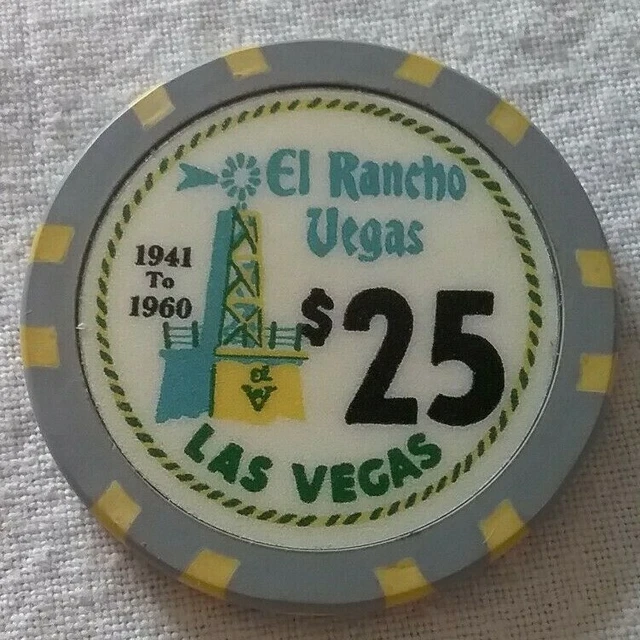 El Rancho
Vegas
1941
To
1960
$25
LAS VEGAS